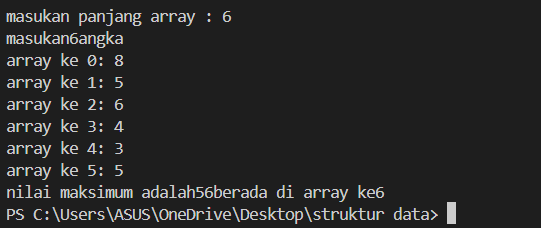 masukan panjang array : 6
masukan6angka
array ke 0: 8
array ke 1: 5
array ke 2: 6
array ke 3: 4
array ke 4: 3
array ke 5: 5
nilai maksimum adalah56berada di array ke6
PS C:\Users\ASUS\OneDrive\Desktop\struktur data>